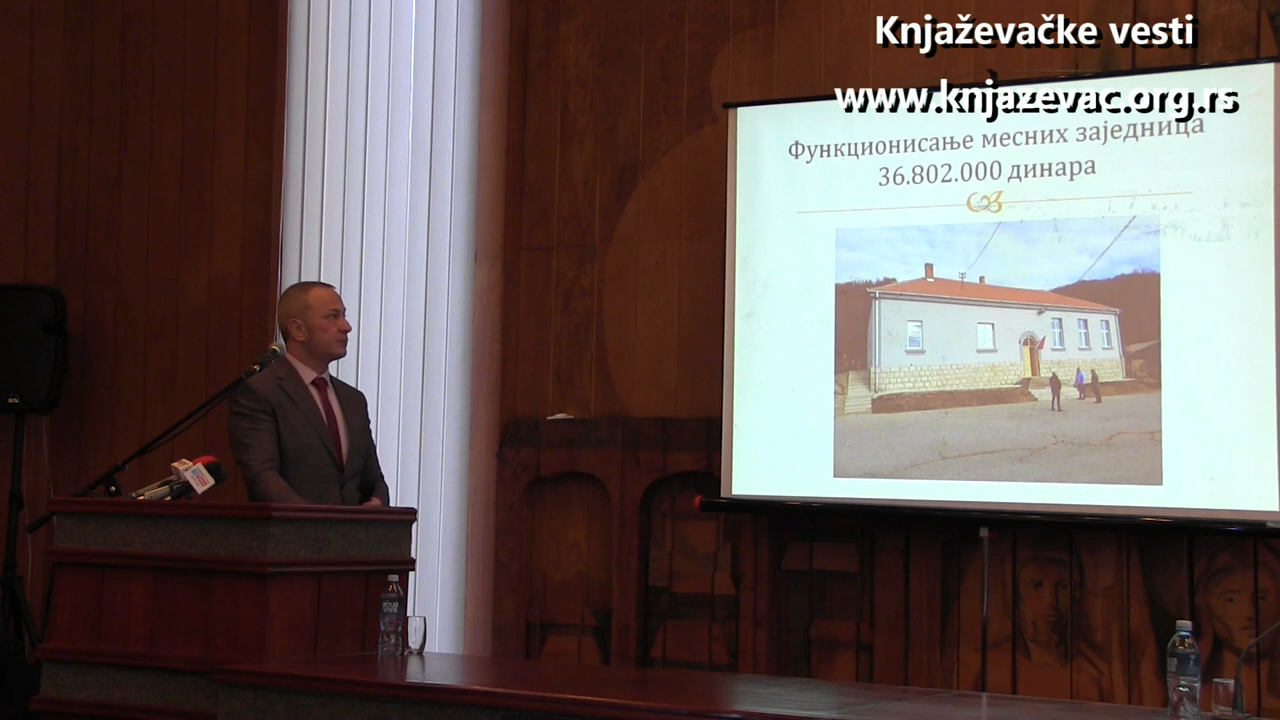 Knjaževačke vesti
www.knjazevac.org.rs
Функционисање месних заједница
36.802.000 динара